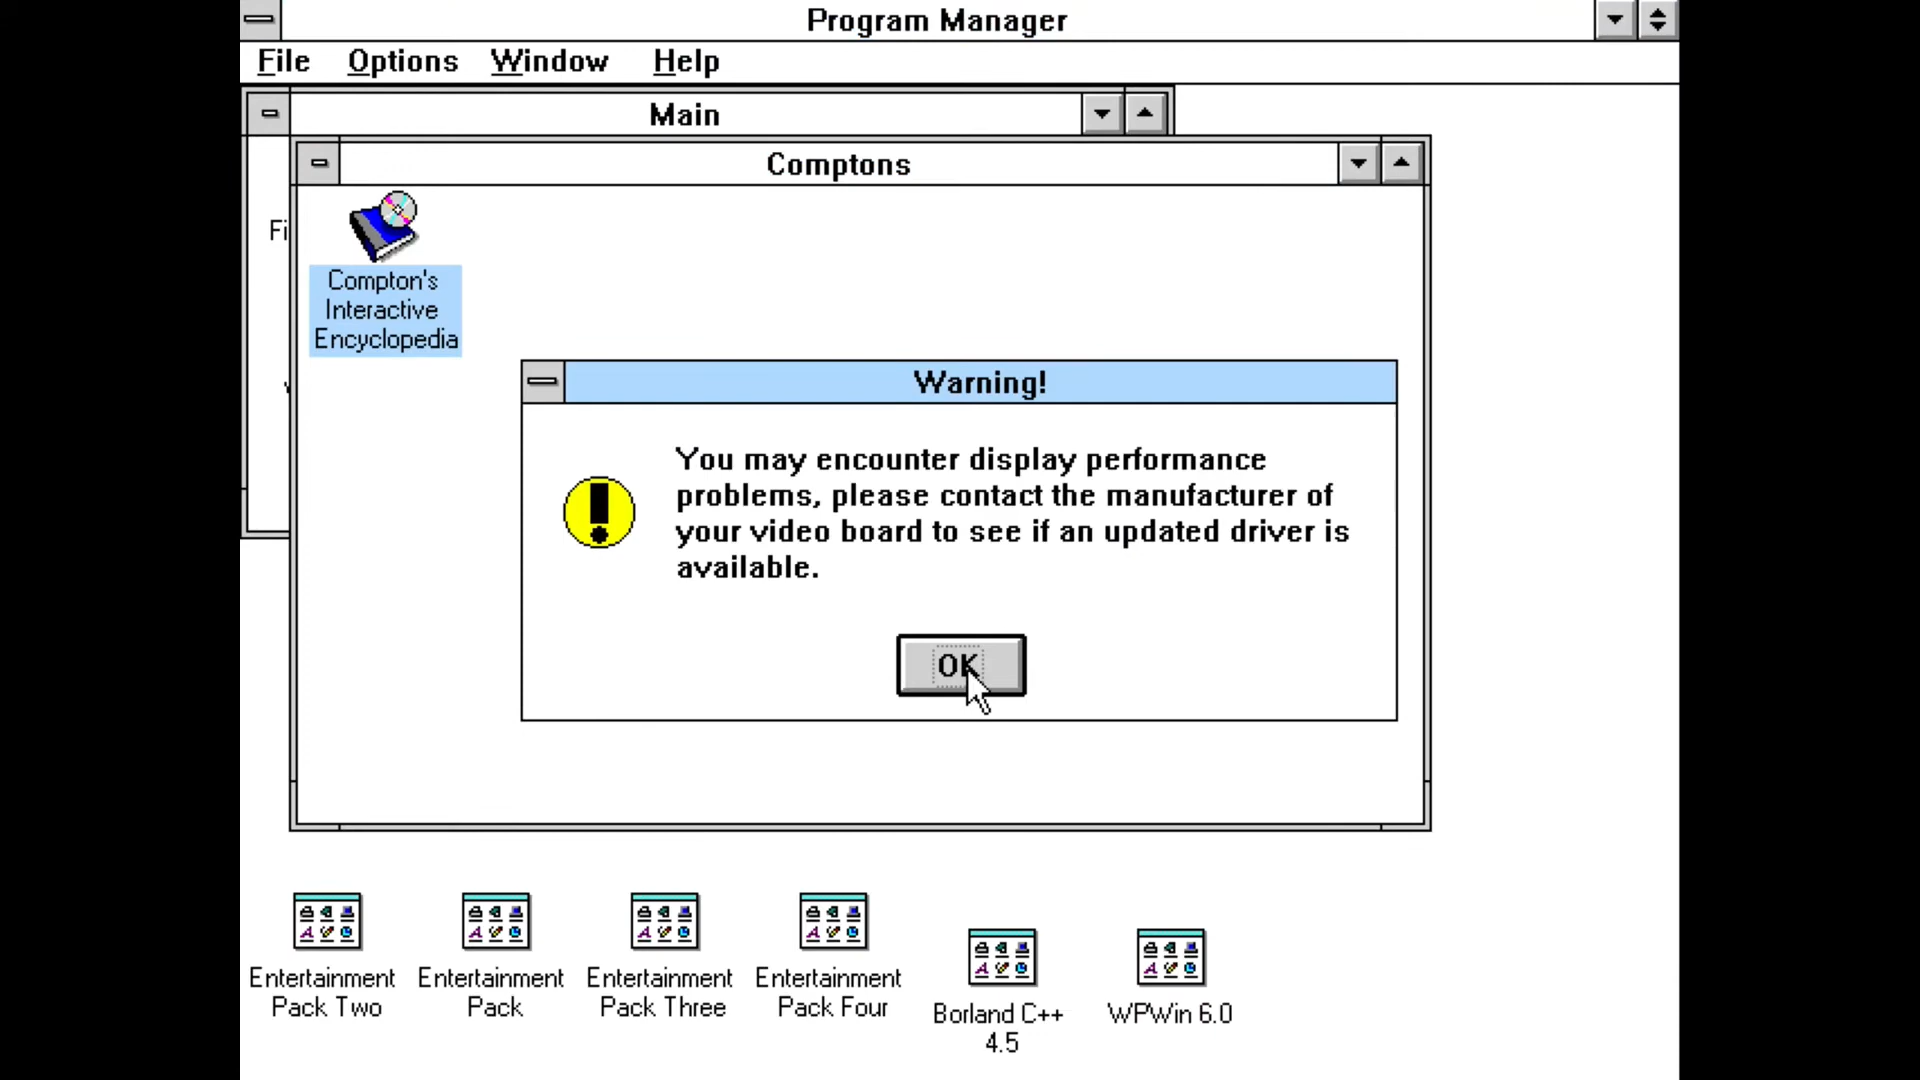 Program Manager
File Options Window Help
Main
Comptons
Fi
Compton's
Interactive
Encyclopedia
Warning!
You may encounter display performance
problems, please contact the manufacturer of
your video board to see if an updated driver is
available.
OK
Entertainment
Pack Two
Entertainment
Pack
Entertainment
Pack Three
Entertainment
Pack Four
Borland C++
4.5
WPWin 6.0